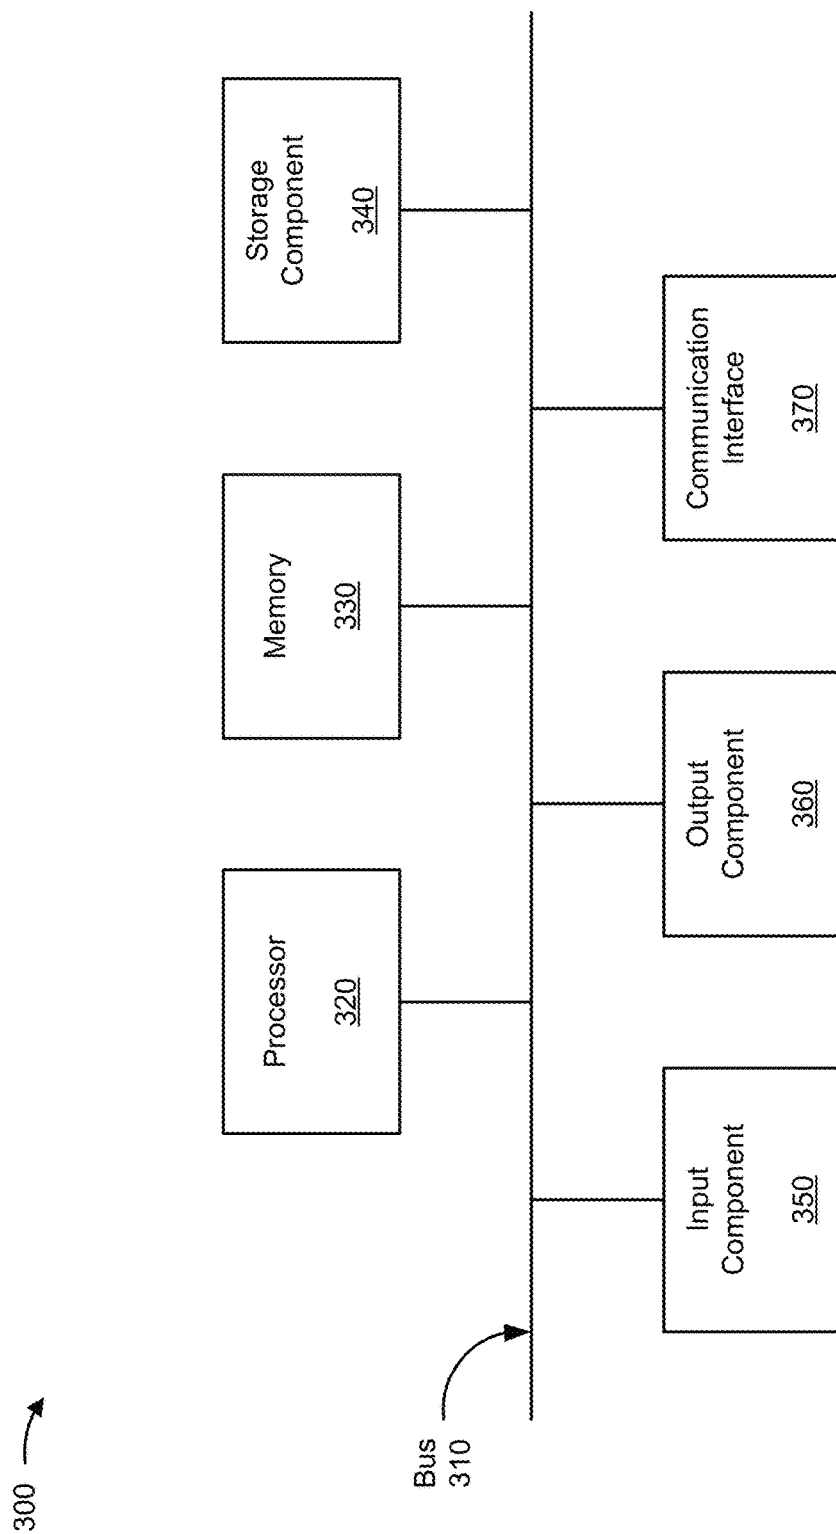 300
Bus
310
Processor
320
Memory
330
Storage
Component
340
Input
Component
350
Output
Component
360
Communication
Interface
370